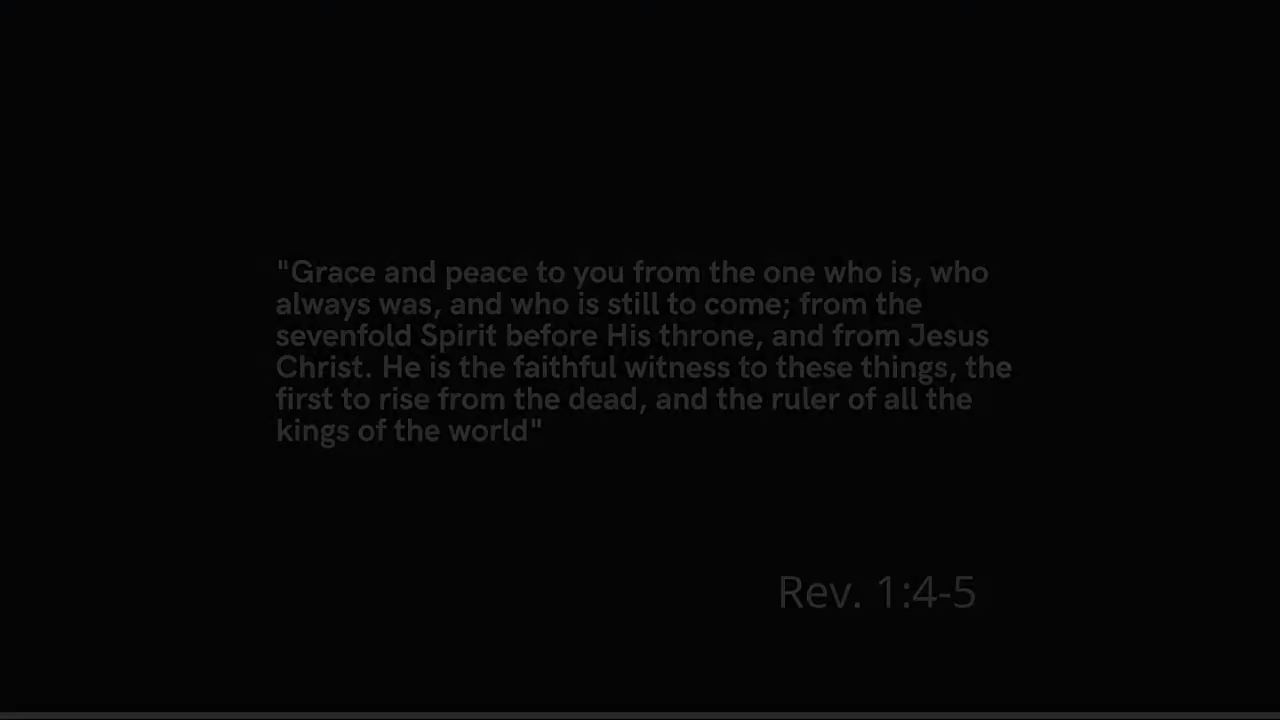 "Grace and peace to you from the one who is, who
always was, and who is still to come; from the
sevenfold Spirit before His throne, and from Jesus
Christ. He is the faithful witness to these things, the
first to rise from the dead, and the ruler of all the
kings of the world"
Rev. 1:4-5